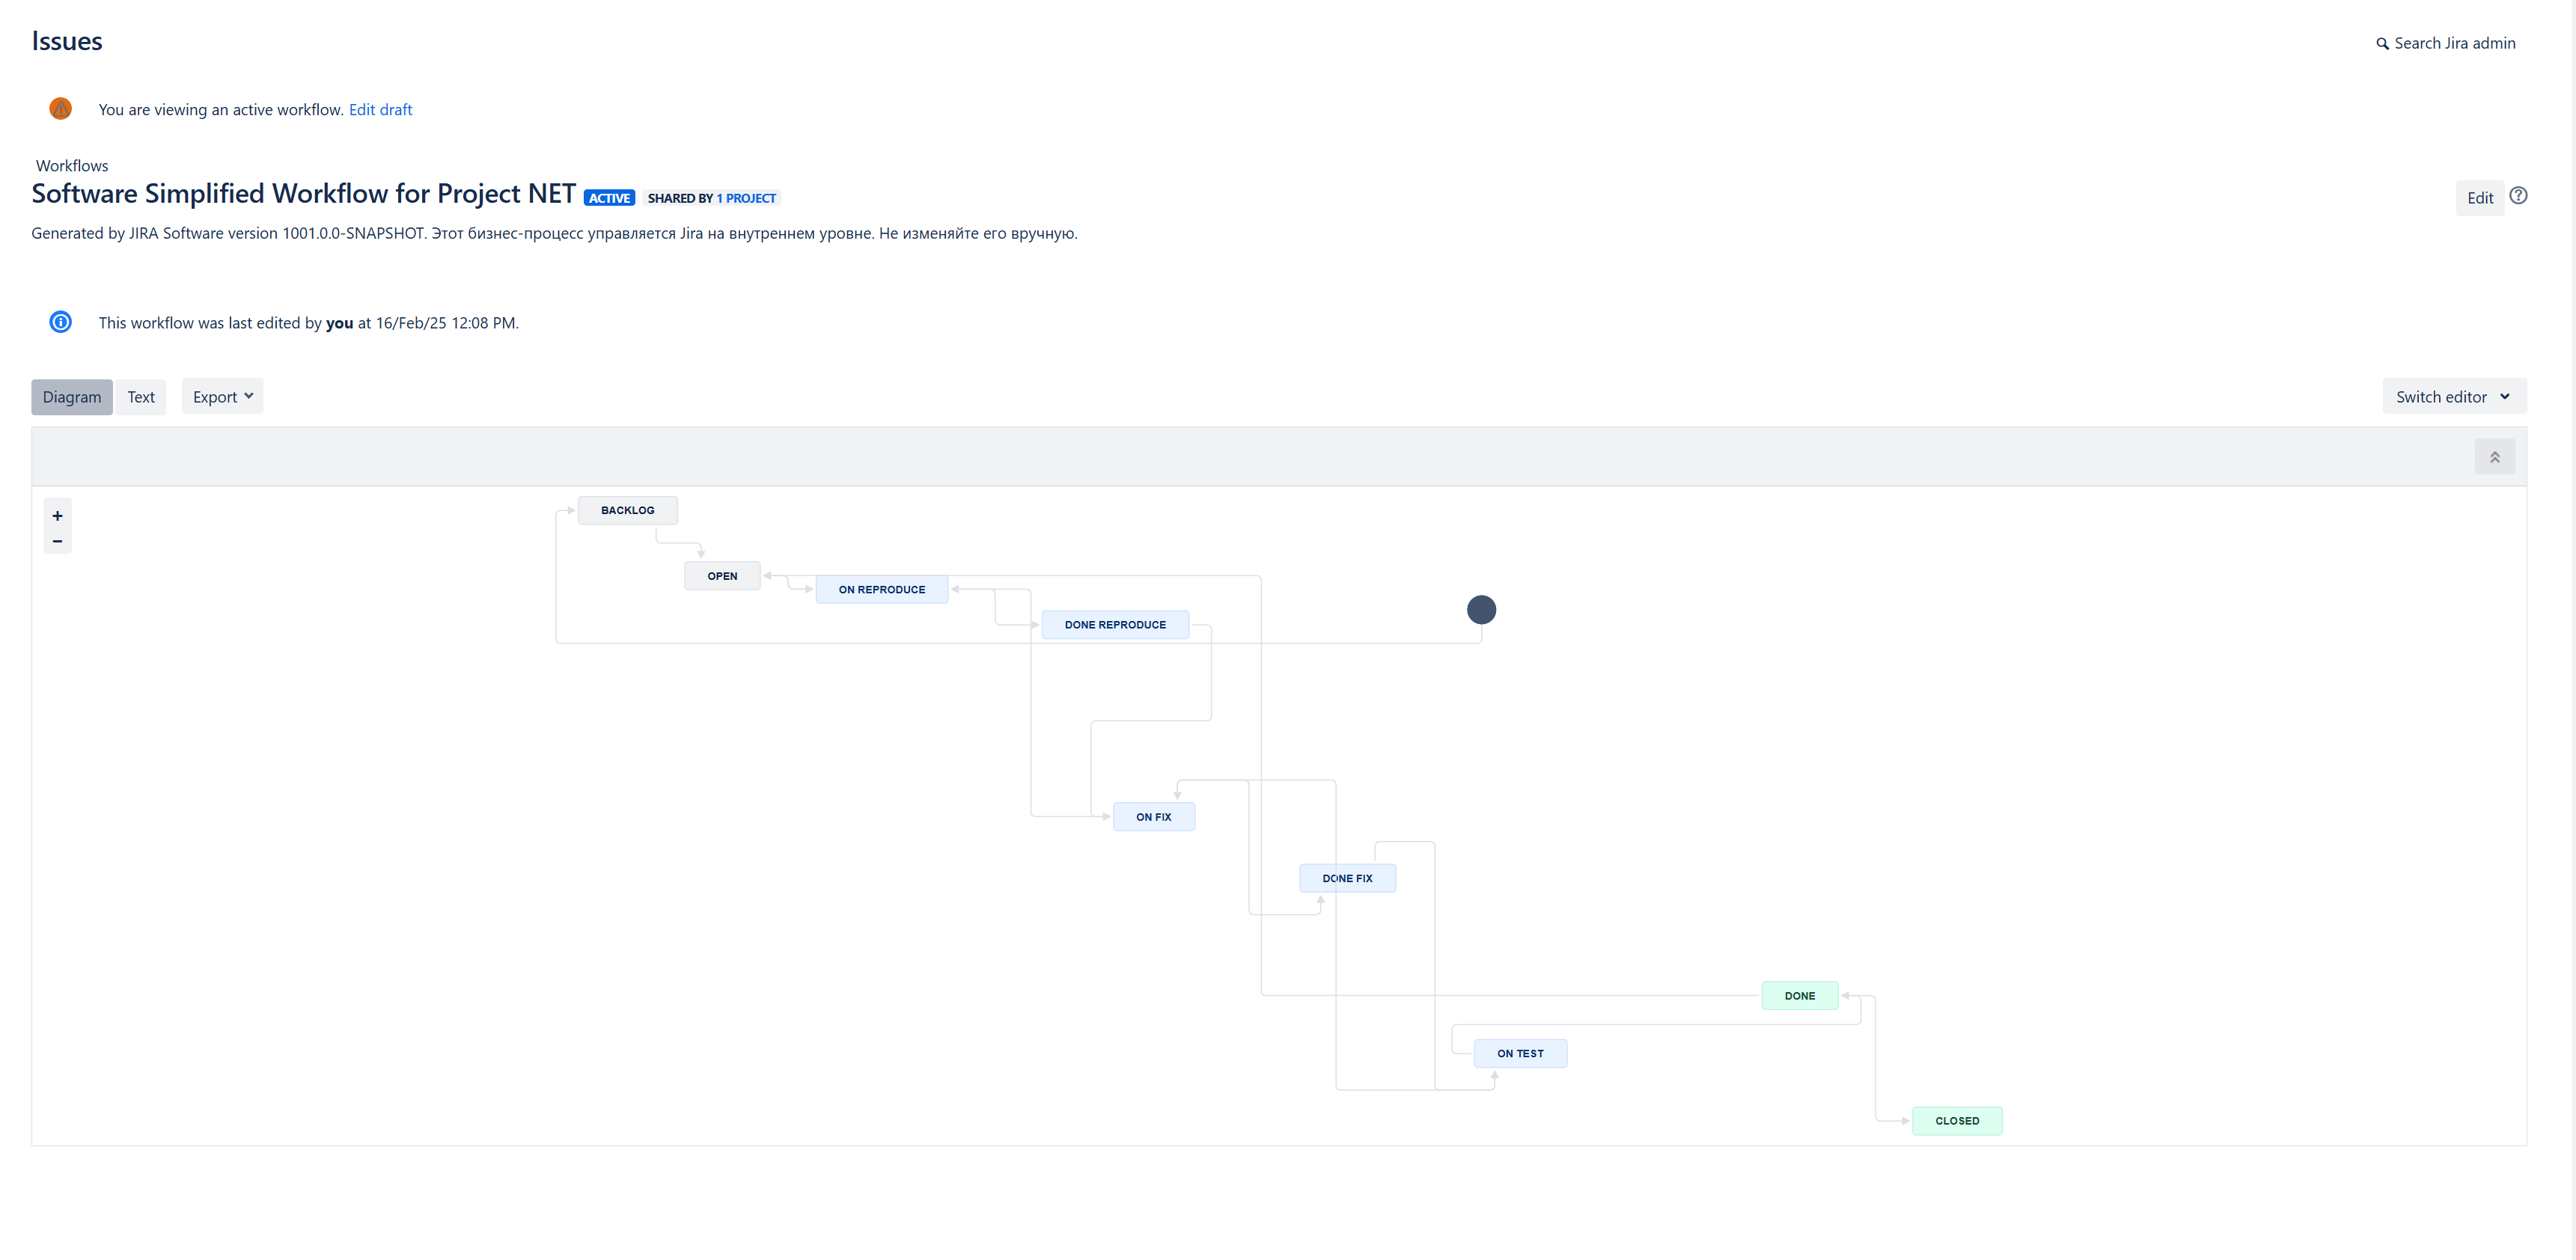 Issues
Search Jira admin
You are viewing an active workflow. Edit draft
Workflows
Software Simplified Workflow for Project NET ACTIVE SHARED BY 1 PROJECT
Edit
Generated by JIRA Software version 1001.0.0-SNAPSHOT. Этот бизнес-процесс управляется Jira на внутреннем уровне. Не изменяйте его вручную.
This workflow was last edited by you at 16/Feb/25 12:08 PM.
Diagram Text Export
Switch editor
+
−
BACKLOG
OPEN
ON REPRODUCE
DONE REPRODUCE
ON FIX
DONE FIX
DONE
ON TEST
CLOSED